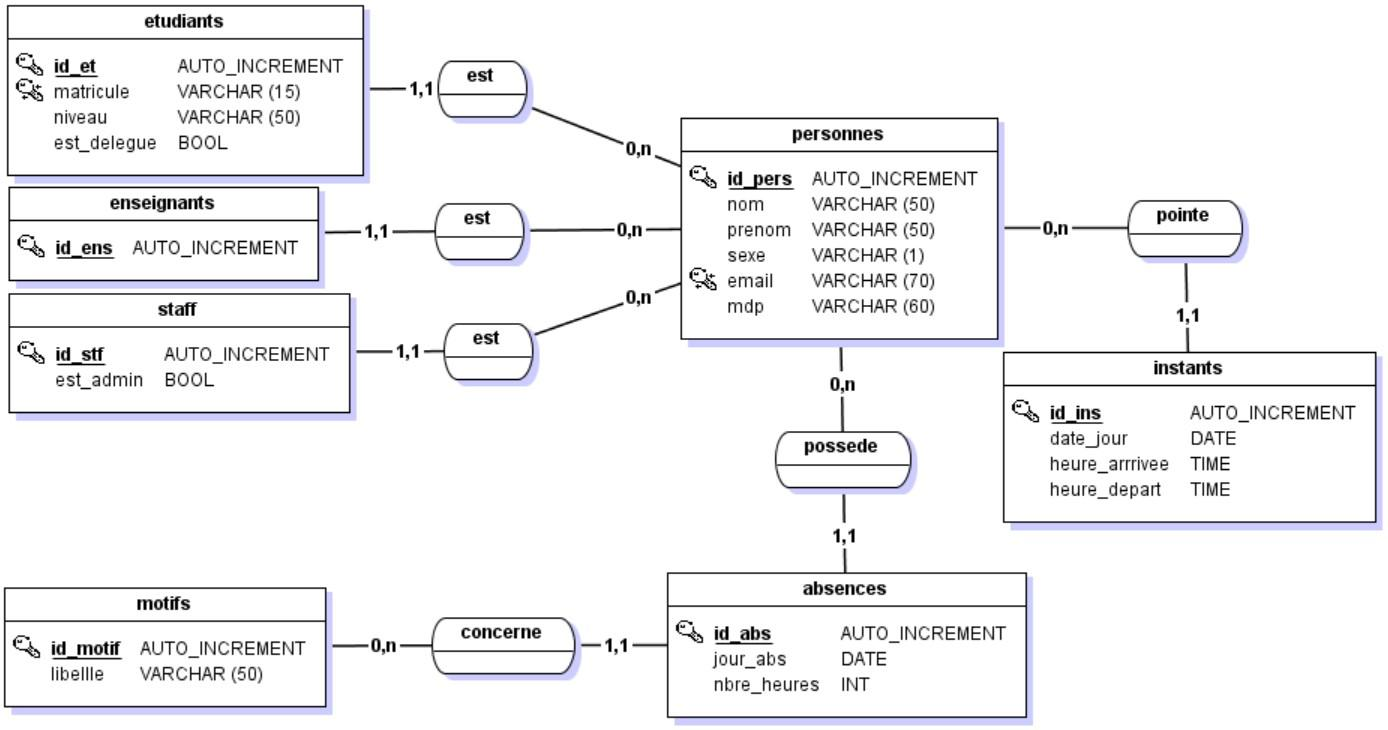 etudiants
id_et AUTO_INCREMENT
matricule VARCHAR (15)
niveau VARCHAR (50)
est_delegue BOOL
1,1
est
0,n
enseignants
id_ens AUTO_INCREMENT
1,1
est
0,n
staff
id_stf AUTO_INCREMENT
est_admin BOOL
1,1
est
0,n
personnes
id_pers AUTO_INCREMENT
nom VARCHAR (50)
prenom VARCHAR (50)
sexe VARCHAR (1)
email VARCHAR (70)
mdp VARCHAR (60)
0,n
pointe
1,1
instants
id_ins AUTO_INCREMENT
date_jour DATE
heure_arrrivee TIME
heure_depart TIME
0,n
possede
1,1
absences
id_abs AUTO_INCREMENT
jour_abs DATE
nbre_heures INT
motifs
id_motif AUTO_INCREMENT
libellle VARCHAR (50)
0,n
concerne
1,1